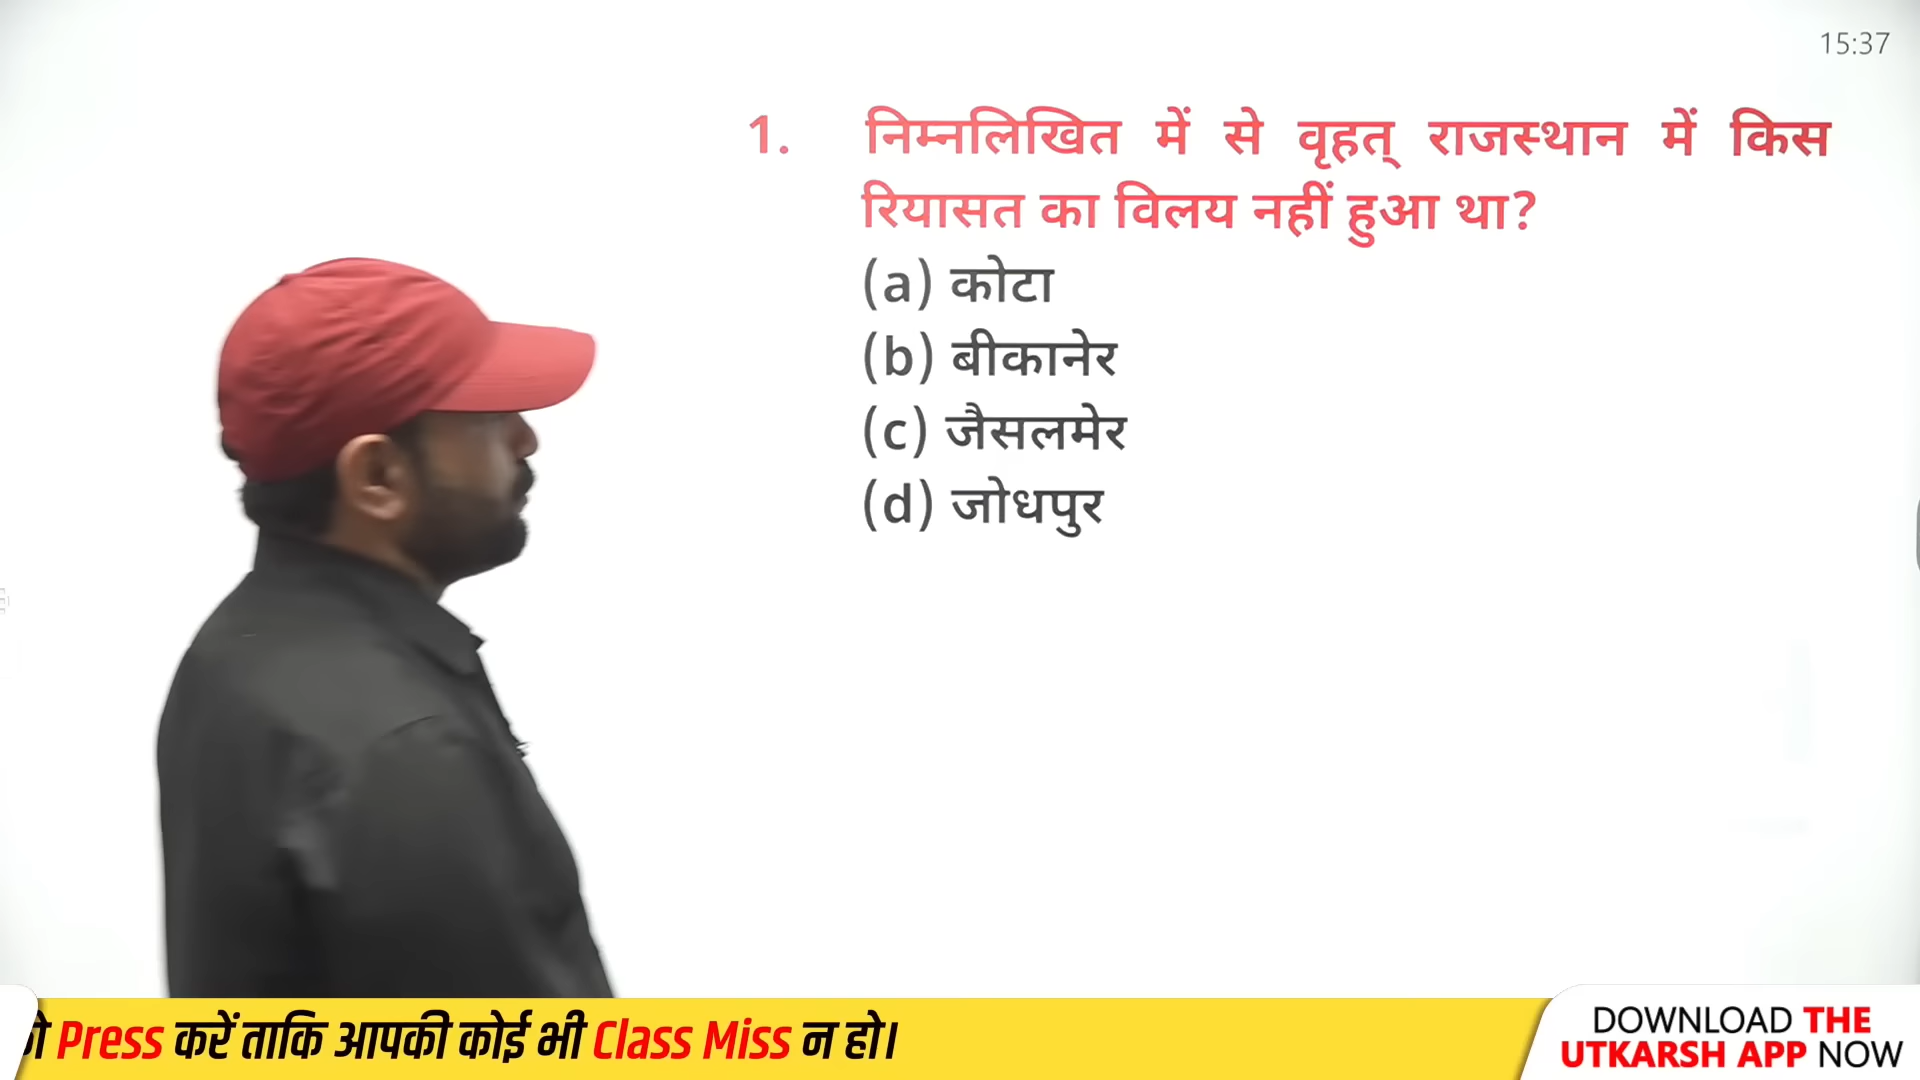 15:37
1. निम्नलिखित में से वृहत् राजस्थान में किस
रियासत का विलय नहीं हुआ था?
(a) कोटा
(b) बीकानेर
(c) जैसलमेर
(d) जोधपुर
Press करें ताकि आपकी कोई भी Class Miss न हो।
DOWNLOAD THE
UTKARSH APP NOW